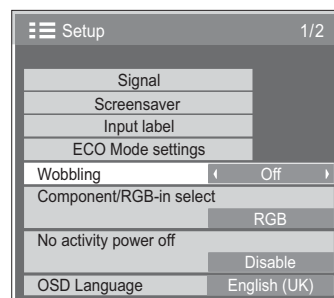 Setup 1/2
Signal
Screensaver
Input label
ECO Mode settings
Wobbling Off
Component/RGB-in select
RGB
No activity power off
Disable
OSD Language English (UK)